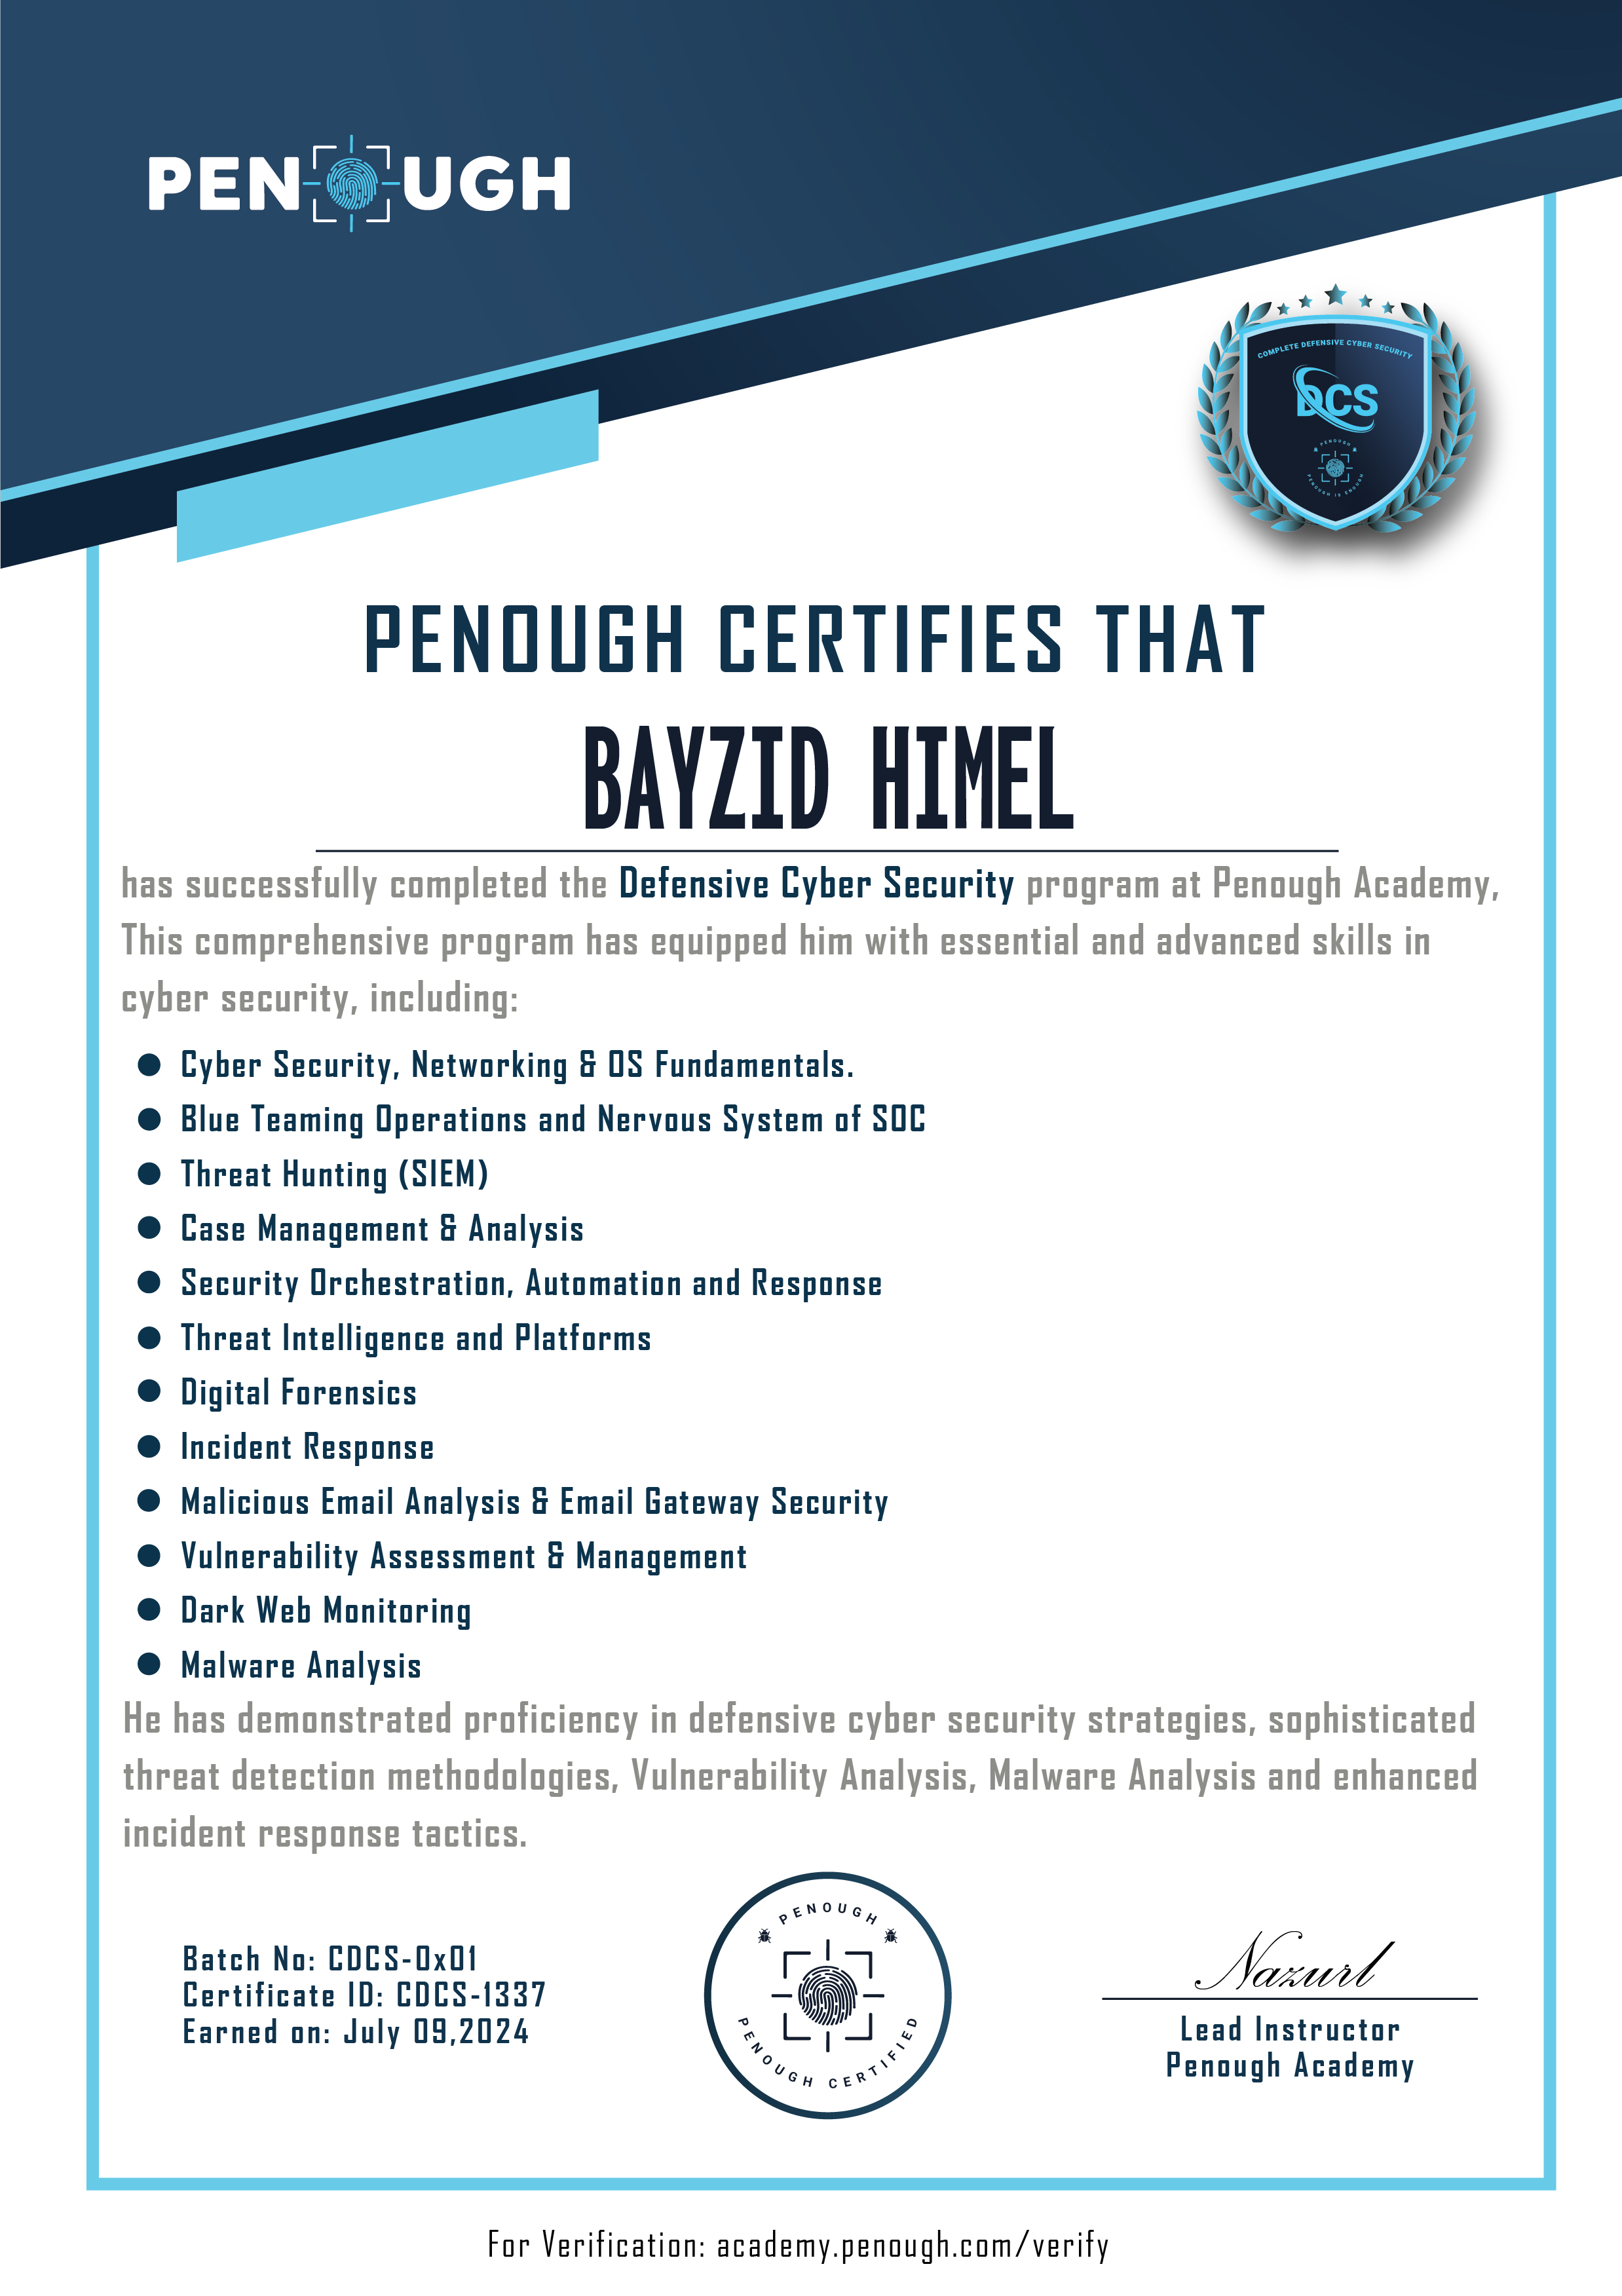 PENOUGH
COMPLETE DEFENSIVE CYBER SECURITY
DCS
PENOUGH
PENOUGH IS ENOUGH
PENOUGH CERTIFIES THAT
BAYZID HIMEL
has successfully completed the Defensive Cyber Security program at Penough Academy,
This comprehensive program has equipped him with essential and advanced skills in
cyber security, including:
● Cyber Security, Networking & OS Fundamentals.
● Blue Teaming Operations and Nervous System of SOC
● Threat Hunting (SIEM)
● Case Management & Analysis
● Security Orchestration, Automation and Response
● Threat Intelligence and Platforms
● Digital Forensics
● Incident Response
● Malicious Email Analysis & Email Gateway Security
● Vulnerability Assessment & Management
● Dark Web Monitoring
● Malware Analysis
He has demonstrated proficiency in defensive cyber security strategies, sophisticated
threat detection methodologies, Vulnerability Analysis, Malware Analysis and enhanced
incident response tactics.
Batch No: CDCS-0x01
Certificate ID: CDCS-1337
Earned on: July 09,2024
PENOUGH
PENOUGH CERTIFIED
Nazurl
Lead Instructor
Penough Academy
For Verification: academy.penough.com/verify